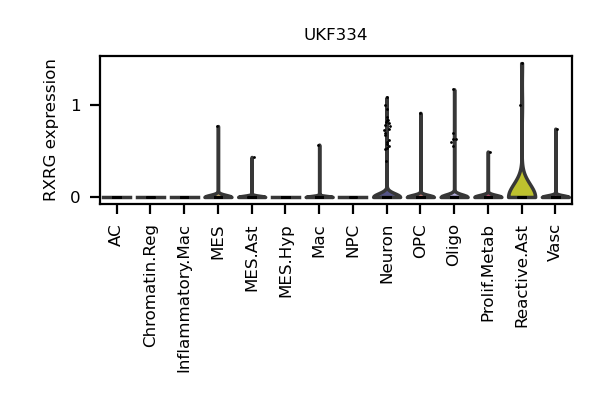 UKF334
RXRG expression
1
0
AC
Chromatin.Reg
Inflammatory.Mac
MES
MES.Ast
MES.Hyp
Mac
NPC
Neuron
OPC
Oligo
Prolif.Metab
Reactive.Ast
Vasc